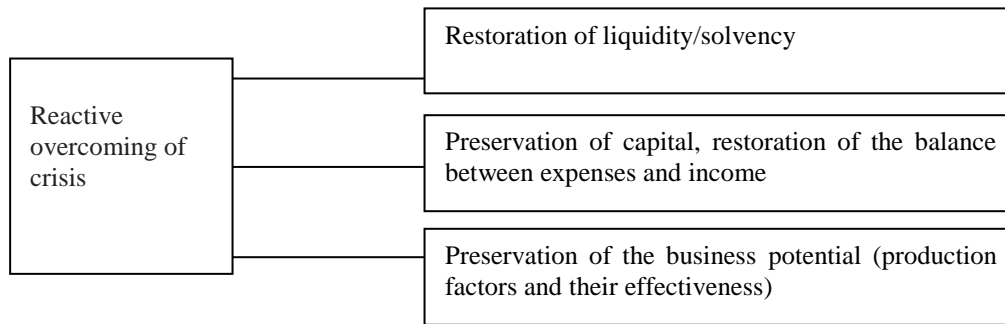 Restoration of liquidity/solvency
Reactive
overcoming of
crisis
Preservation of capital, restoration of the balance
between expenses and income
Preservation of the business potential (production
factors and their effectiveness)